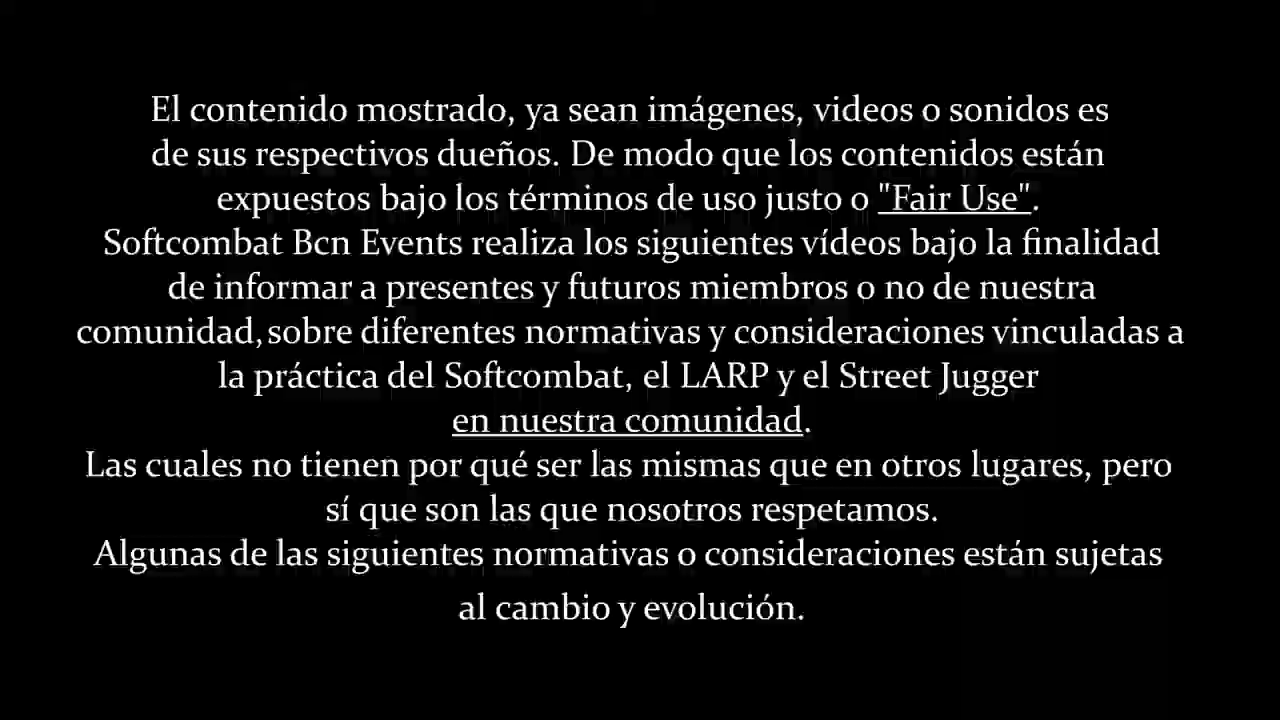 El contenido mostrado, ya sean imágenes, videos o sonidos es
de sus respectivos dueños. De modo que los contenidos están
expuestos bajo los términos de uso justo o "Fair Use".
Softcombat Bcn Events realiza los siguientes vídeos bajo la finalidad
de informar a presentes y futuros miembros o no de nuestra
comunidad, sobre diferentes normativas y consideraciones vinculadas a
la práctica del Softcombat, el LARP y el Street Jugger
en nuestra comunidad.
Las cuales no tienen por qué ser las mismas que en otros lugares, pero
sí que son las que nosotros respetamos.
Algunas de las siguientes normativas o consideraciones están sujetas
al cambio y evolución.